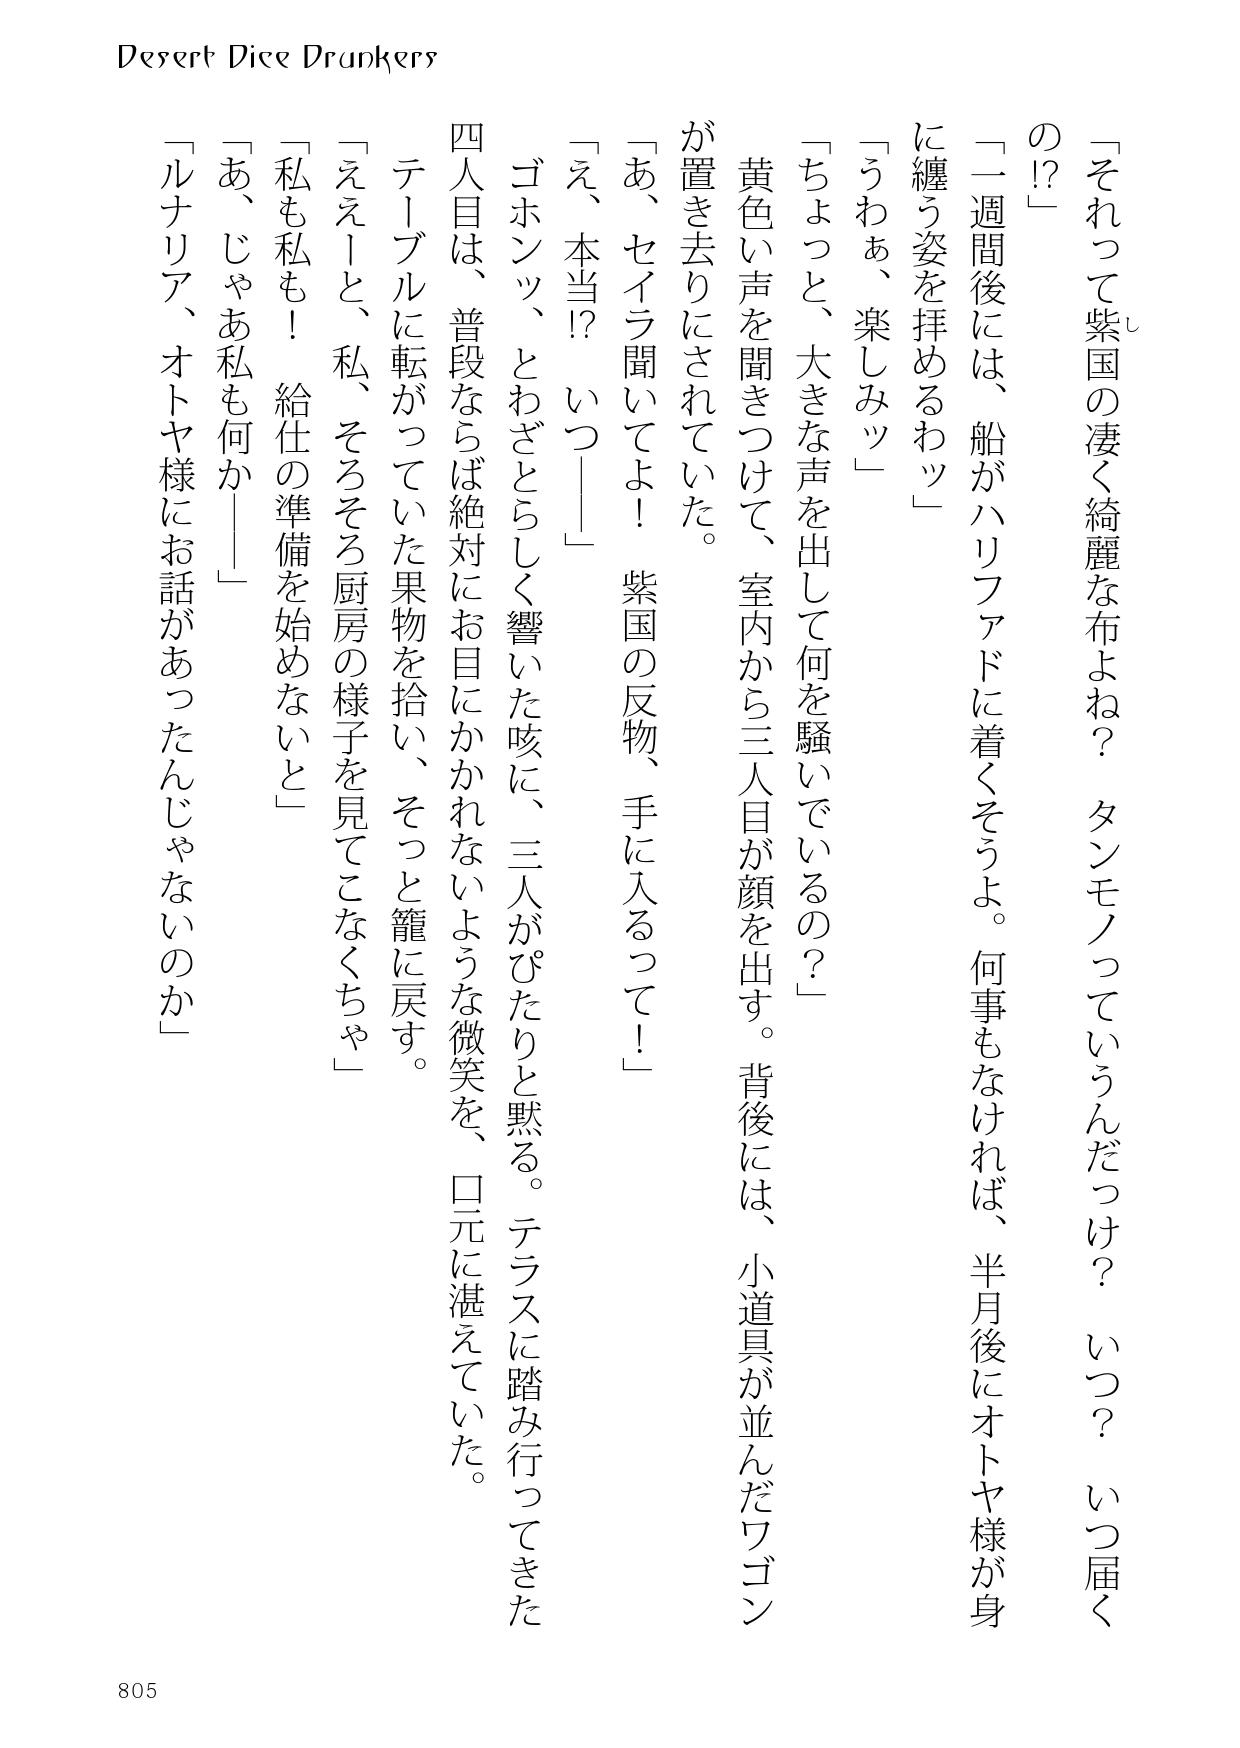 Desert Dice Drunkers
「それって紫国の凄く綺麗な布よね？　タンモノっていうんだっけ？　いつ？　いつ届く
し
の!?」
「一週間後には、船がハリファドに着くそうよ。何事もなければ、半月後にオトヤ様が身
に纏う姿を拝めるわッ」
「うわぁ、楽しみッ」
「ちょっと、大きな声を出して何を騒いでいるの？」
　黄色い声を聞きつけて、室内から三人目が顔を出す。背後には、小道具が並んだワゴン
が置き去りにされていた。
「あ、セイラ聞いてよ！　紫国の反物、手に入るって！」
「え、本当!?　いつ――」
　ゴホンッ、とわざとらしく響いた咳に、三人がぴたりと黙る。テラスに踏み行ってきた
四人目は、普段ならば絶対にお目にかかれないような微笑を、口元に湛えていた。
　テーブルに転がっていた果物を拾い、そっと籠に戻す。
「ええーと、私、そろそろ厨房の様子を見てこなくちゃ」
「私も私も！　給仕の準備を始めないと」
「あ、じゃあ私も何か――」
「ルナリア、オトヤ様にお話があったんじゃないのか」
805